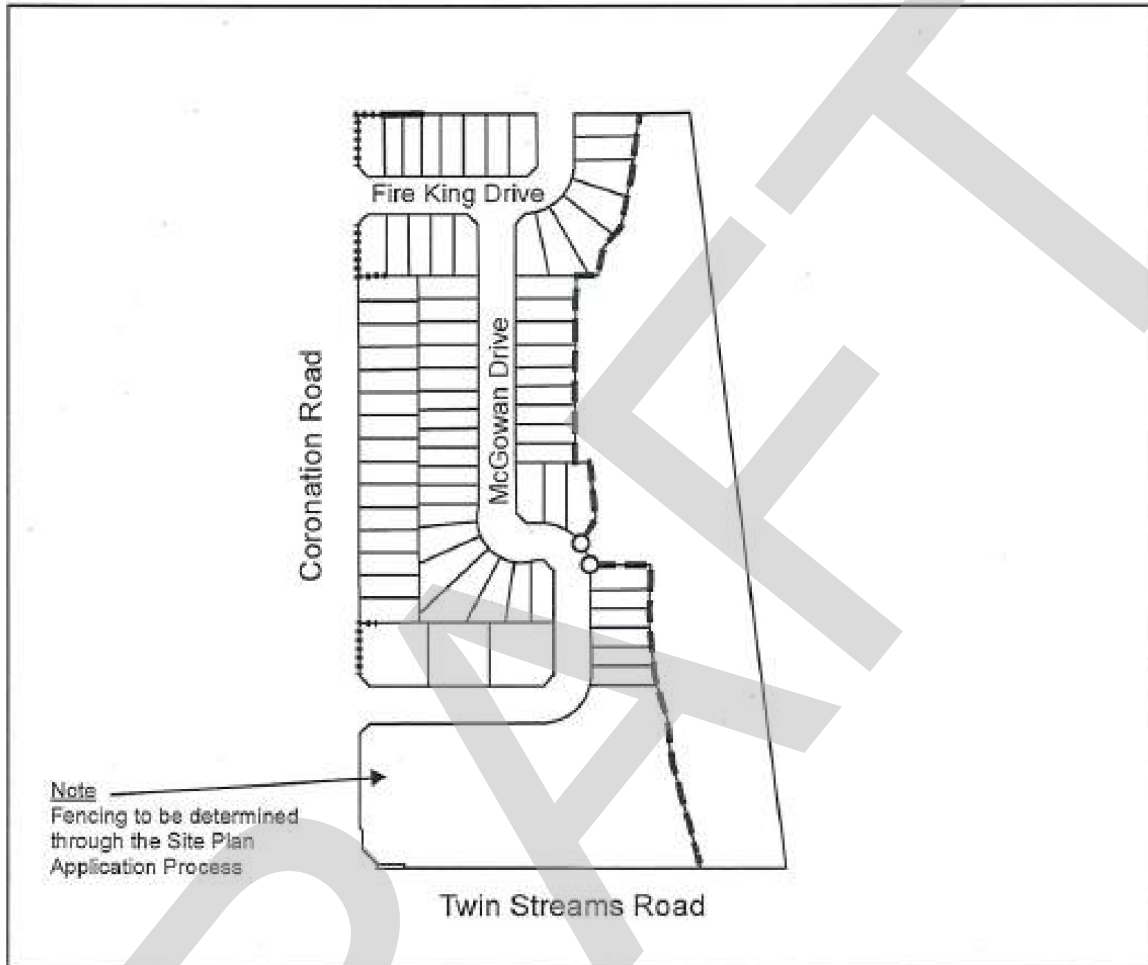 Fire King Drive
McGowan Drive
Coronation Road
Note
Fencing to be determined
through the Site Plan
Application Process
Twin Streams Road
DRAFT